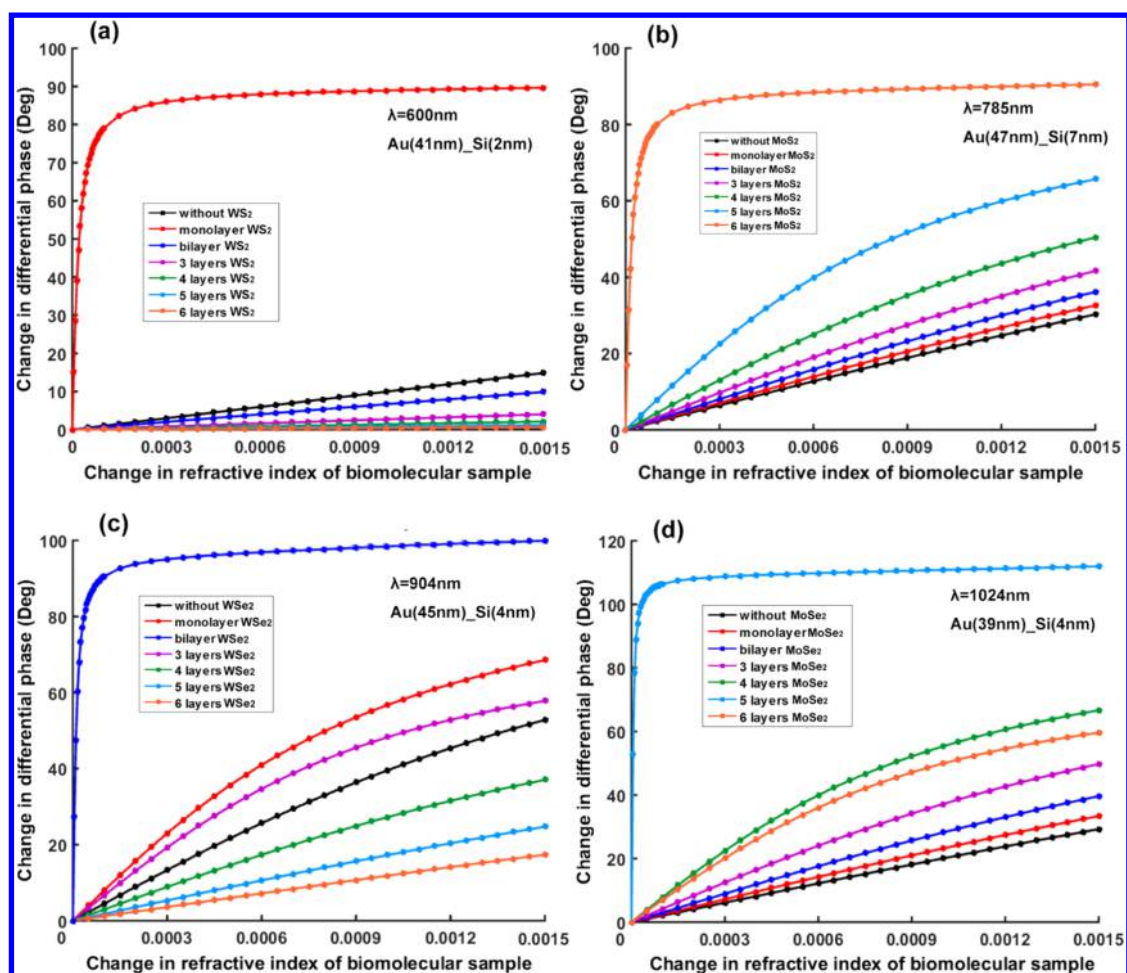 (a)
Change in differential phase (Deg)
100
90
80
70
60
50
40
30
20
10
0
λ=600nm
Au(41nm)_Si(2nm)
without WS₂
monolayer WS₂
bilayer WS₂
3 layers WS₂
4 layers WS₂
5 layers WS₂
6 layers WS₂
0 0.0003 0.0006 0.0009 0.0012 0.0015
Change in refractive index of biomolecular sample
(b)
Change in differential phase (Deg)
100
80
60
40
20
0
λ=785nm
Au(47nm)_Si(7nm)
without MoS₂
monolayer MoS₂
bilayer MoS₂
3 layers MoS₂
4 layers MoS₂
5 layers MoS₂
6 layers MoS₂
0 0.0003 0.0006 0.0009 0.0012 0.0015
Change in refractive index of biomolecular sample
(c)
Change in differential phase (Deg)
100
80
60
40
20
0
λ=904nm
Au(45nm)_Si(4nm)
without WSe₂
monolayer WSe₂
bilayer WSe₂
3 layers WSe₂
4 layers WSe₂
5 layers WSe₂
6 layers WSe₂
0 0.0003 0.0006 0.0009 0.0012 0.0015
Change in refractive index of biomolecular sample
(d)
Change in differential phase (Deg)
120
100
80
60
40
20
0
λ=1024nm
Au(39nm)_Si(4nm)
without MoSe₂
monolayer MoSe₂
bilayer MoSe₂
3 layers MoSe₂
4 layers MoSe₂
5 layers MoSe₂
6 layers MoSe₂
0 0.0003 0.0006 0.0009 0.0012 0.0015
Change in refractive index of biomolecular sample